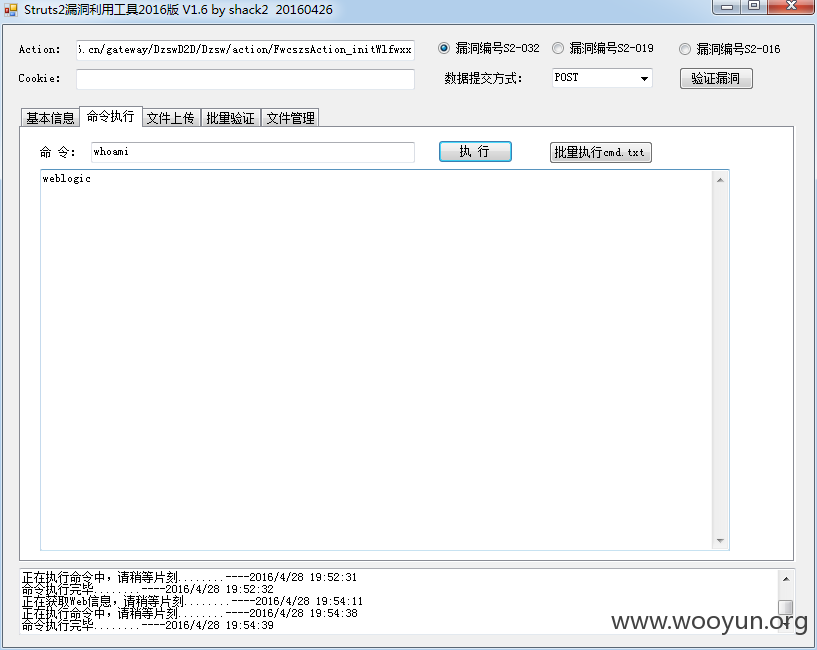 Struts2漏洞利用工具2016版 V1.6 by shack2 20160426
Action: .cn/gateway/DzswD2D/Dzsw/action/FwcszsAction_initWlfwxx 漏洞编号S2-032 漏洞编号S2-019 漏洞编号S2-016
Cookie: 数据提交方式: POST 验证漏洞
基本信息 命令执行 文件上传 批量验证 文件管理
命 令: whoami 执 行 批量执行cmd.txt
weblogic
正在执行命令中，请稍等片刻........----2016/4/28 19:52:31
命令执行完毕........----2016/4/28 19:52:32
正在获取Web信息，请稍等片刻........----2016/4/28 19:54:11
正在执行命令中，请稍等片刻........----2016/4/28 19:54:38
命令执行完毕........----2016/4/28 19:54:39
www.wooyun.org